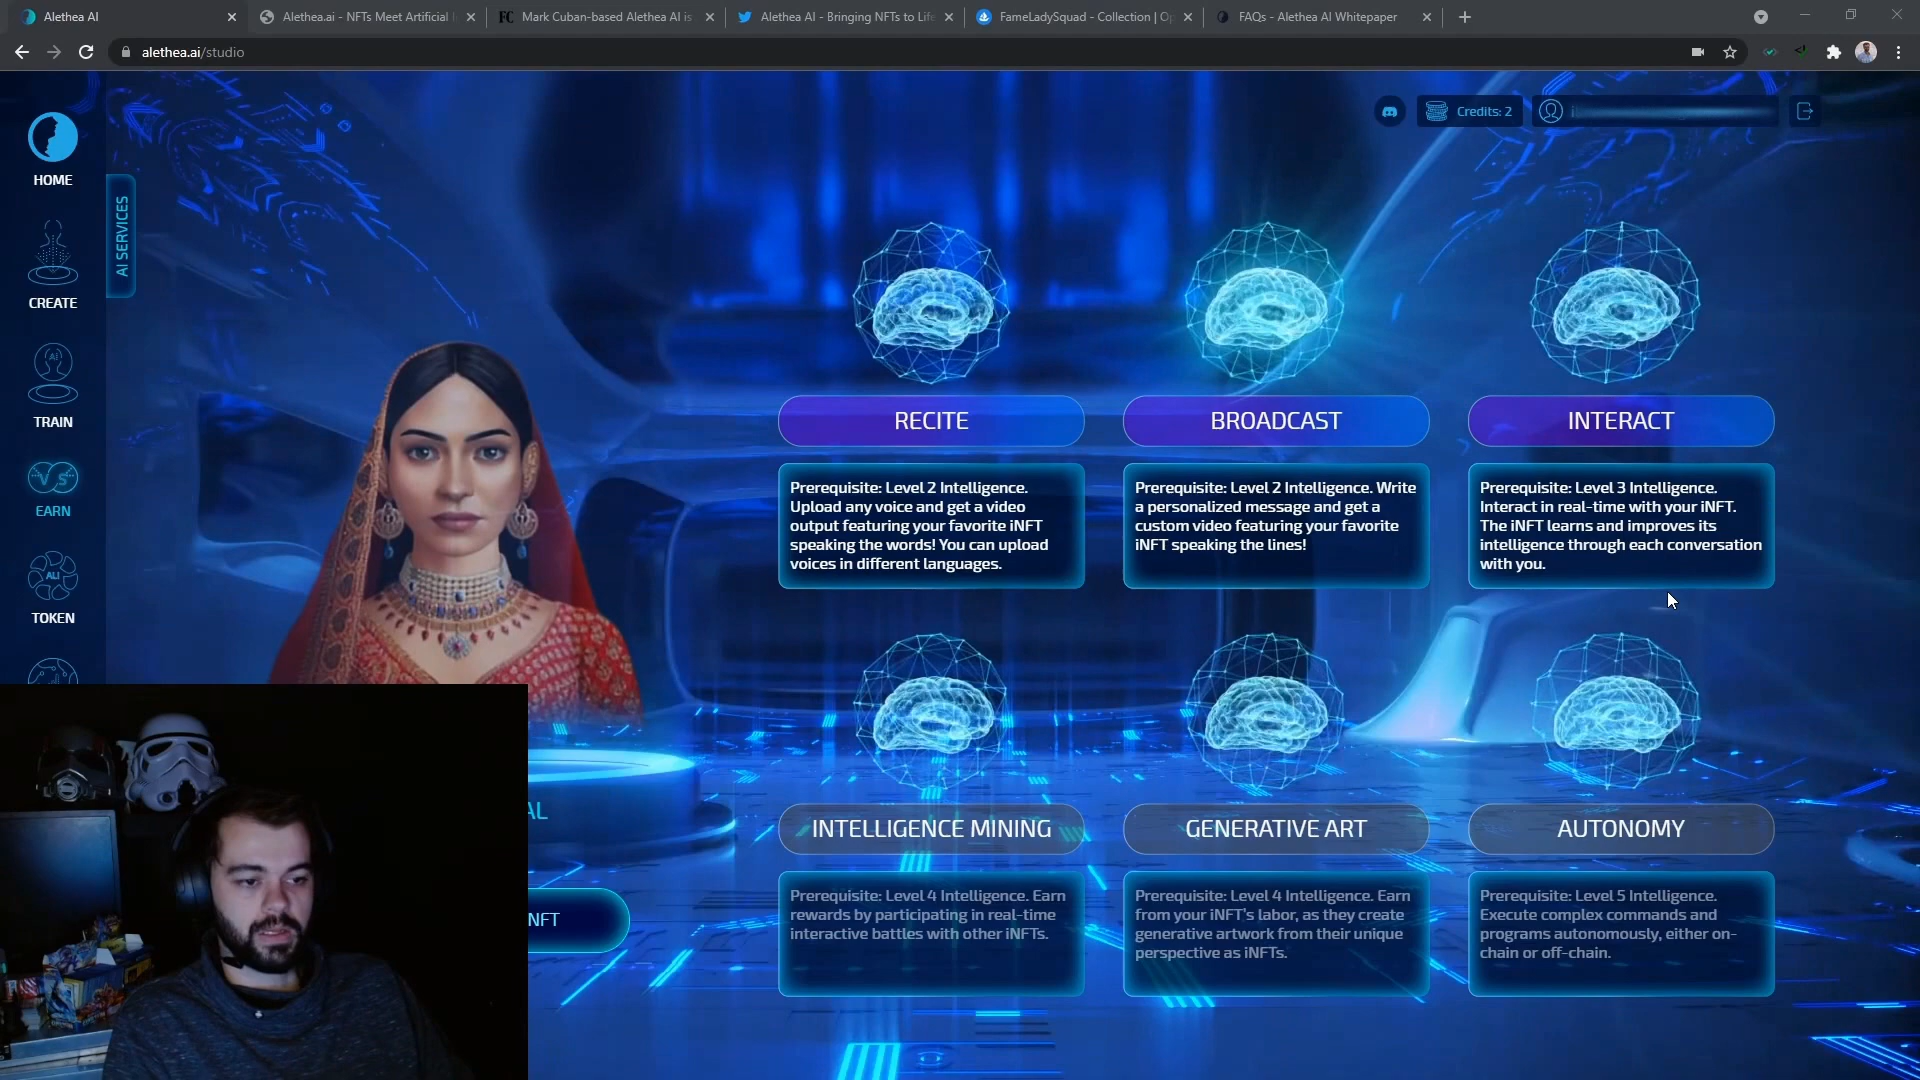 Alethea AI
Alethea.ai - NFTs Meet Artificial I
FC
Mark Cuban-based Alethea AI is
Alethea AI - Bringing NFTs to Life
FameLadySquad - Collection | Op
FAQs - Alethea AI Whitepaper
alethea.ai/studio
Credits: 2
HOME
AI SERVICES
CREATE
AI
TRAIN
VS
EARN
ALI
TOKEN
RECITE
Prerequisite: Level 2 Intelligence.
Upload any voice and get a video
output featuring your favorite iNFT
speaking the words! You can upload
voices in different languages.
BROADCAST
Prerequisite: Level 2 Intelligence. Write
a personalized message and get a
custom video featuring your favorite
iNFT speaking the lines!
INTERACT
Prerequisite: Level 3 Intelligence.
Interact in real-time with your iNFT.
The iNFT learns and improves its
intelligence through each conversation
with you.
AL
NFT
INTELLIGENCE MINING
Prerequisite: Level 4 Intelligence. Earn
rewards by participating in real-time
interactive battles with other iNFTs.
GENERATIVE ART
Prerequisite: Level 4 Intelligence. Earn
from your iNFT's labor, as they create
generative artwork from their unique
perspective as iNFTs.
AUTONOMY
Prerequisite: Level 5 Intelligence.
Execute complex commands and
programs autonomously, either on-
chain or off-chain.